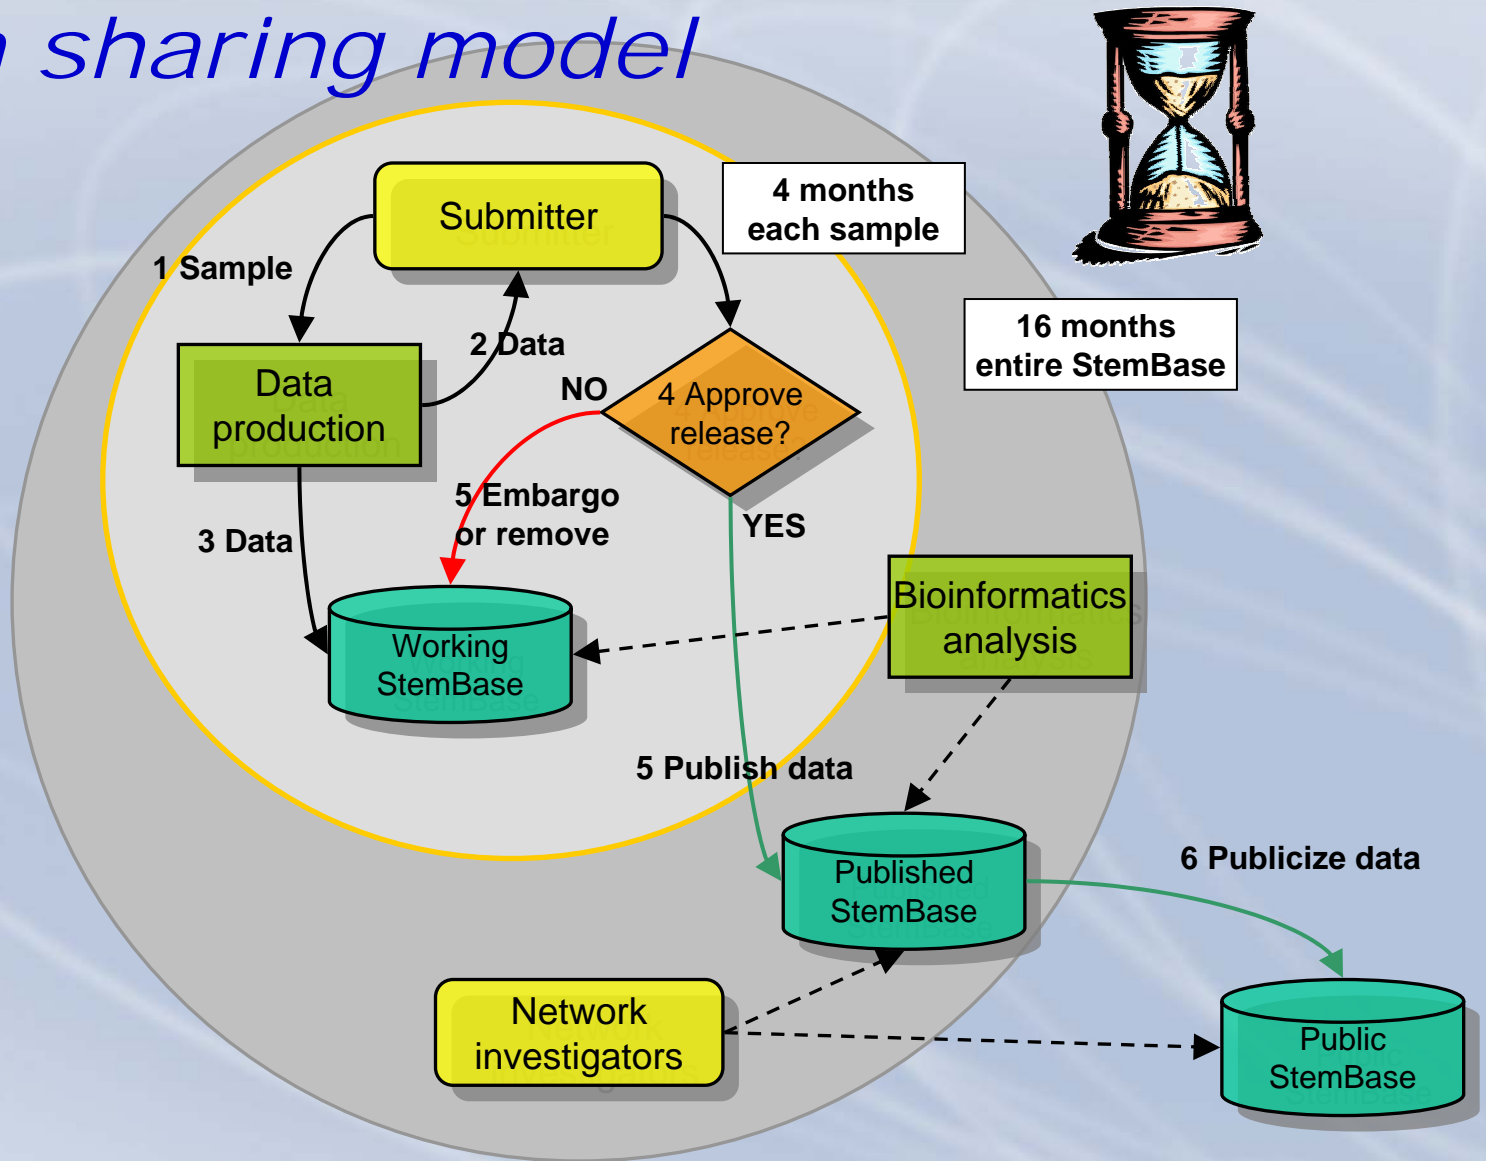 sharing model
Submitter
4 months
each sample
1 Sample
16 months
entire StemBase
2 Data
Data
production
NO
4 Approve
release?
5 Embargo
or remove
YES
3 Data
Bioinformatics
analysis
Working
StemBase
5 Publish data
Published
StemBase
6 Publicize data
Network
investigators
Public
StemBase